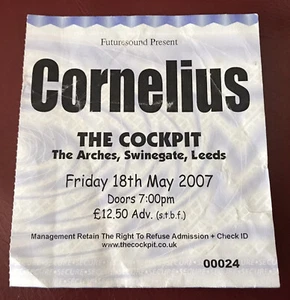 Futuresound Present
Cornelius
THE COCKPIT
The Arches, Swinegate, Leeds
Friday 18th May 2007
Doors 7:00pm
£12.50 Adv. (s.t.b.f.)
Management Retain The Right To Refuse Admission + Check ID
www.thecockpit.co.uk
00024